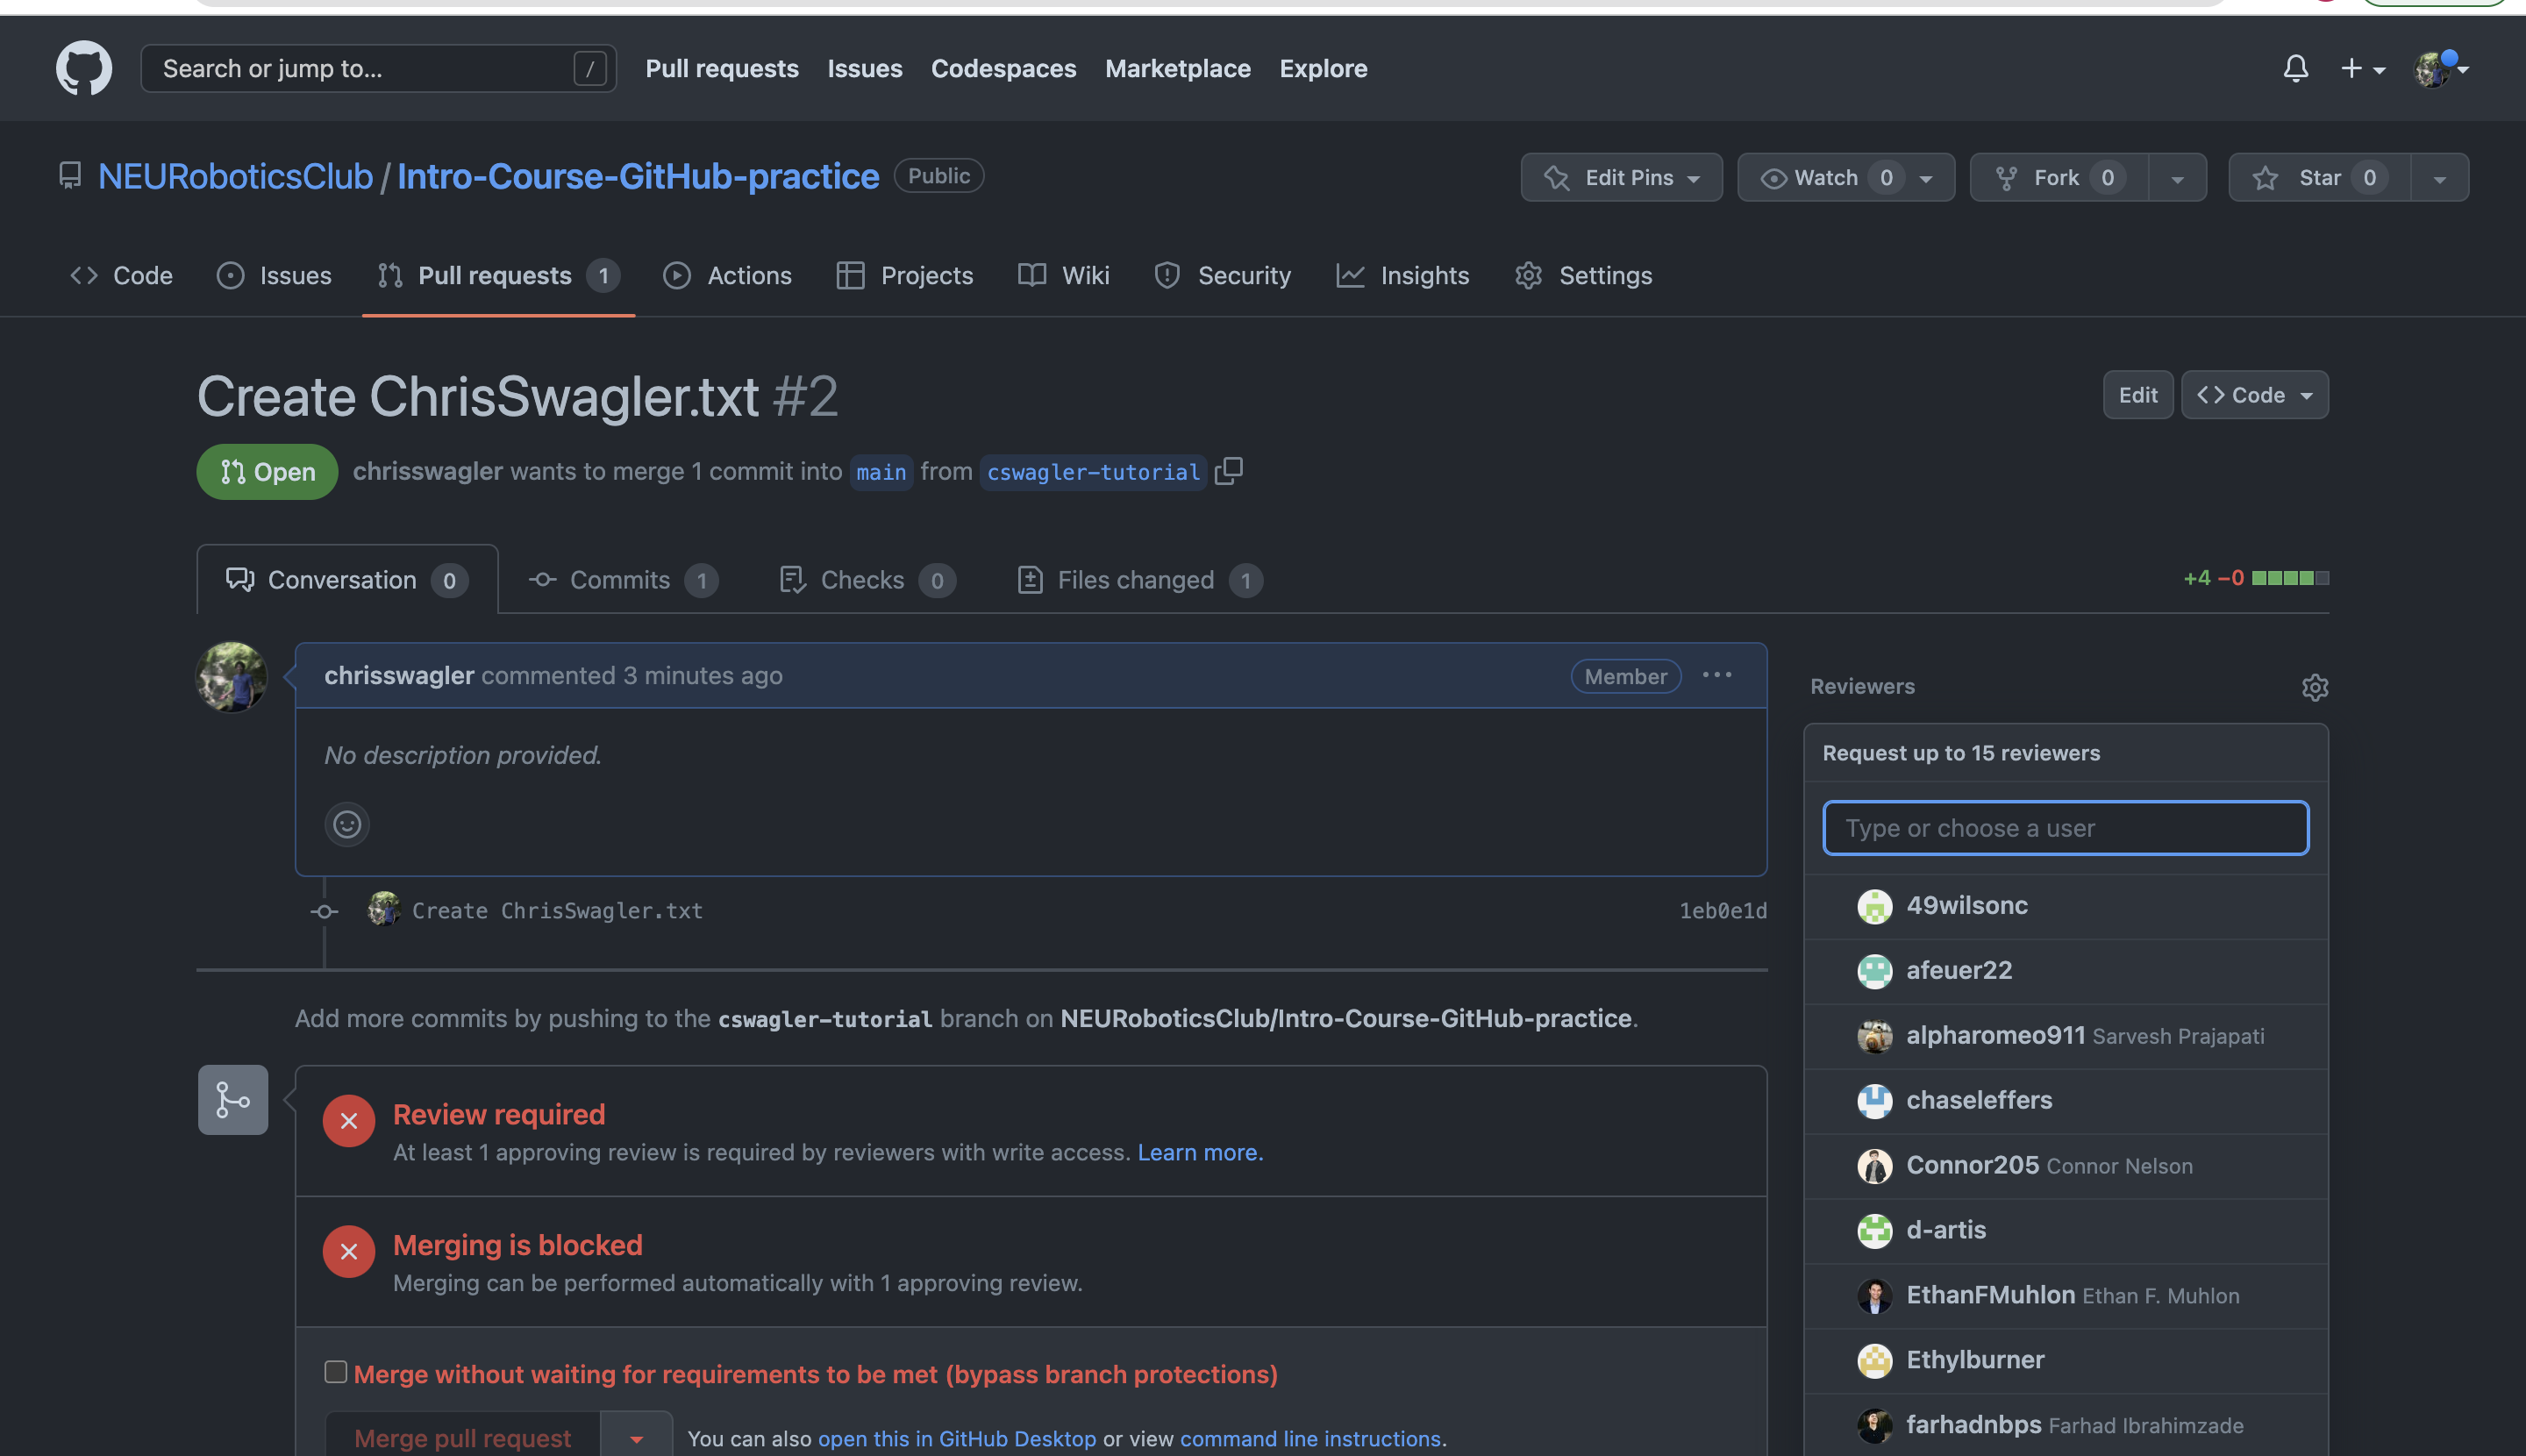 Search or jump to... /
Pull requests Issues Codespaces Marketplace Explore
NEURoboticsClub / Intro-Course-GitHub-practice Public
Edit Pins Watch 0 Fork 0 Star 0
Code Issues Pull requests 1 Actions Projects Wiki Security Insights Settings
Create ChrisSwagler.txt #2
Edit Code
Open chrisswagler wants to merge 1 commit into main from cswagler-tutorial
Conversation 0 Commits 1 Checks 0 Files changed 1
+4 −0
chrisswagler commented 3 minutes ago Member ...
No description provided.
Create ChrisSwagler.txt 1eb0e1d
Add more commits by pushing to the cswagler-tutorial branch on NEURoboticsClub/Intro-Course-GitHub-practice.
Review required
At least 1 approving review is required by reviewers with write access. Learn more.
Merging is blocked
Merging can be performed automatically with 1 approving review.
Merge without waiting for requirements to be met (bypass branch protections)
Merge pull request You can also open this in GitHub Desktop or view command line instructions.
Reviewers
Request up to 15 reviewers
Type or choose a user
49wilsonc
afeuer22
alpharomeo911 Sarvesh Prajapati
chaseleffers
Connor205 Connor Nelson
d-artis
EthanFMuhlon Ethan F. Muhlon
Ethylburner
farhadnbps Farhad Ibrahimzade